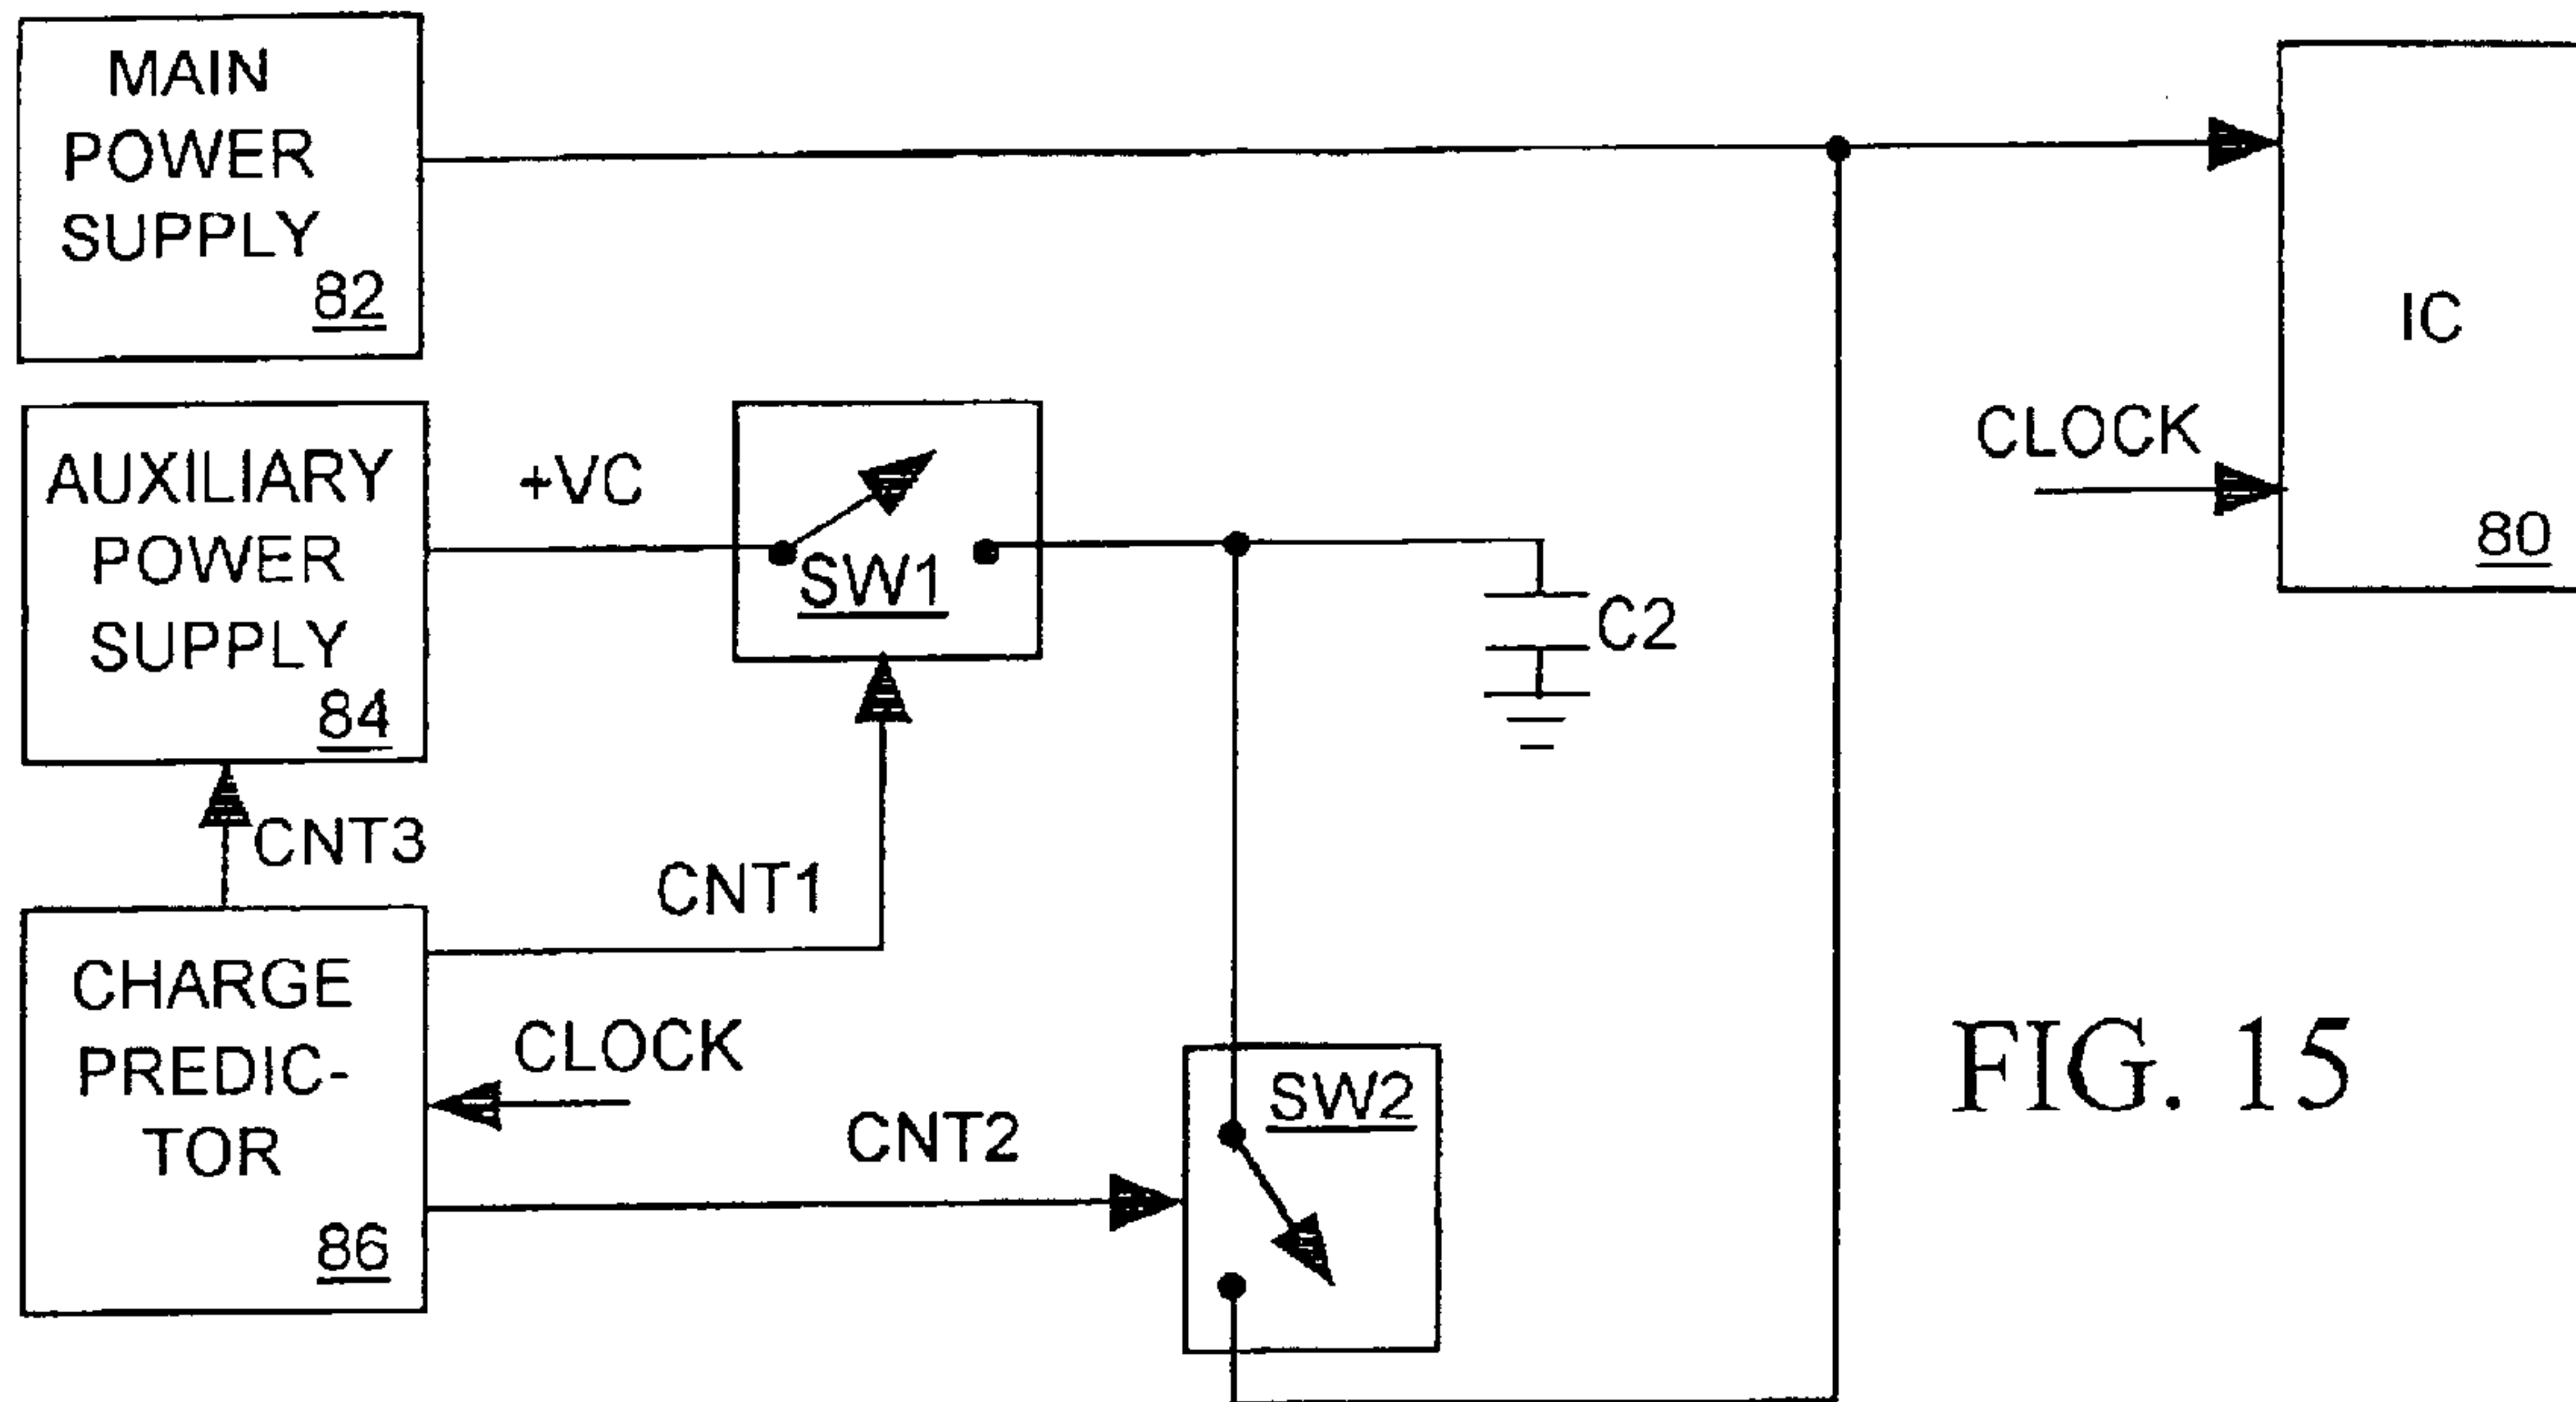 MAIN
POWER
SUPPLY
82
IC
CLOCK
80
AUXILIARY
POWER
SUPPLY
84
+VC
SW1
C2
CNT3
CNT1
CHARGE
PREDIC-
TOR
86
CLOCK
CNT2
SW2
FIG. 15